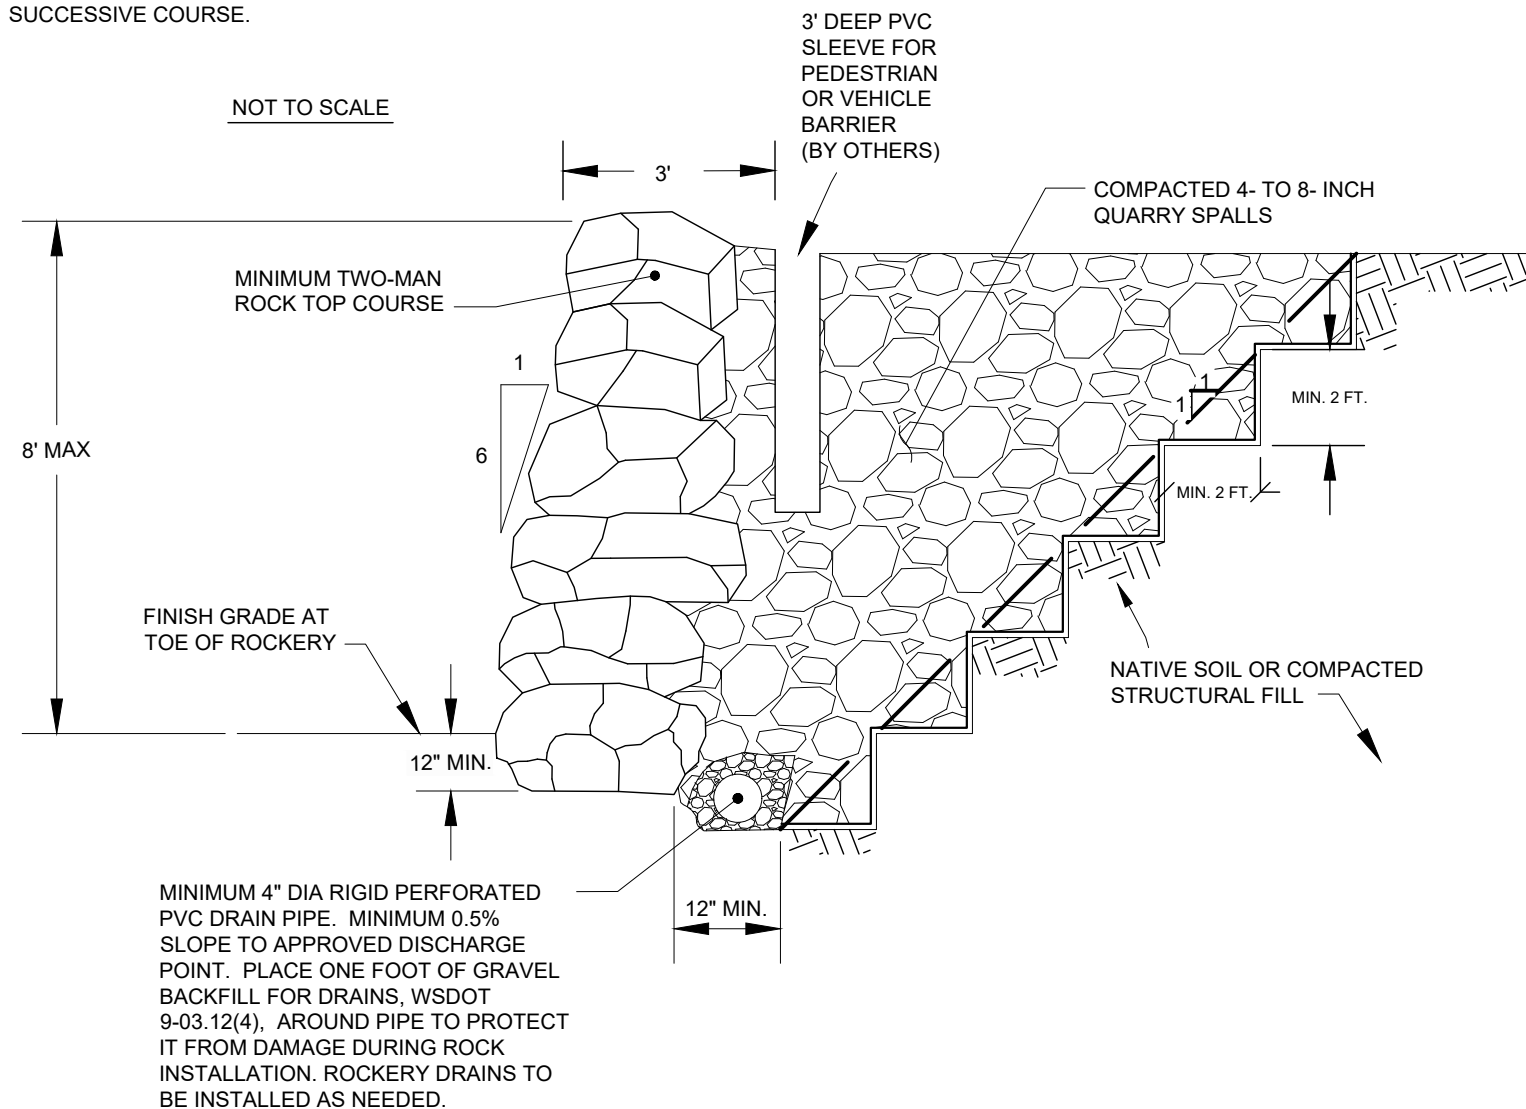 SUCCESSIVE COURSE.
NOT TO SCALE
3' DEEP PVC
SLEEVE FOR
PEDESTRIAN
OR VEHICLE
BARRIER
(BY OTHERS)
3'
COMPACTED 4- TO 8- INCH
QUARRY SPALLS
MINIMUM TWO-MAN
ROCK TOP COURSE
1
6
8' MAX
1
1
MIN. 2 FT.
MIN. 2 FT.
FINISH GRADE AT
TOE OF ROCKERY
NATIVE SOIL OR COMPACTED
STRUCTURAL FILL
12" MIN.
MINIMUM 4" DIA RIGID PERFORATED
PVC DRAIN PIPE.  MINIMUM 0.5%
SLOPE TO APPROVED DISCHARGE
POINT.  PLACE ONE FOOT OF GRAVEL
BACKFILL FOR DRAINS, WSDOT
9-03.12(4),  AROUND PIPE TO PROTECT
IT FROM DAMAGE DURING ROCK
INSTALLATION. ROCKERY DRAINS TO
BE INSTALLED AS NEEDED.
12" MIN.